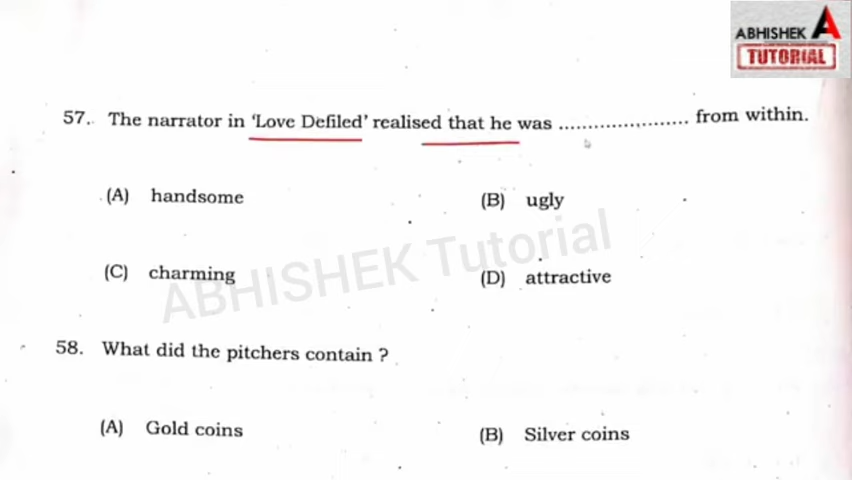 ABHISHEK A
TUTORIAL
57. The narrator in 'Love Defiled' realised that he was ...................... from within.
(A) handsome
(B) ugly
(C) charming
(D) attractive
ABHISHEK Tutorial
58. What did the pitchers contain ?
(A) Gold coins
(B) Silver coins